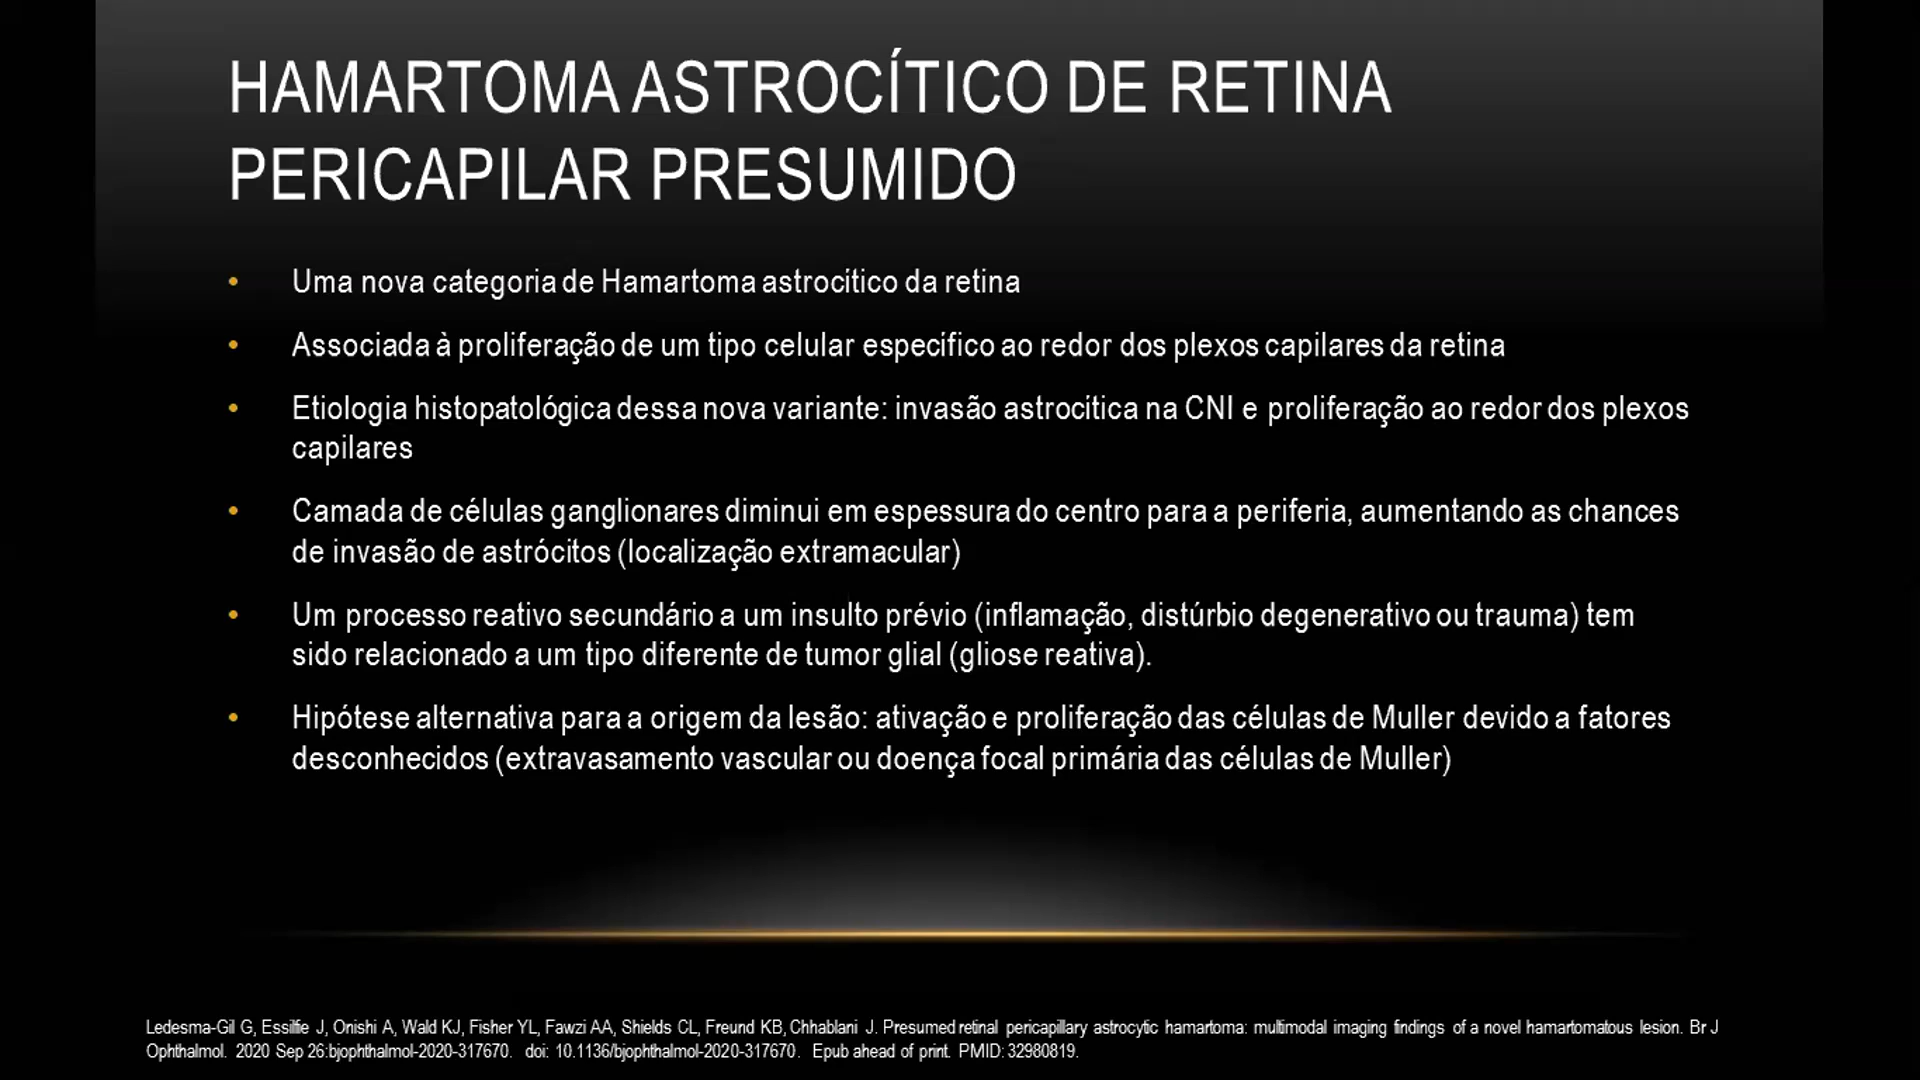 HAMARTOMA ASTROCÍTICO DE RETINA
PERICAPILAR PRESUMIDO
• Uma nova categoria de Hamartoma astrocítico da retina
• Associada à proliferação de um tipo celular específico ao redor dos plexos capilares da retina
• Etiologia histopatológica dessa nova variante: invasão astrocítica na CNI e proliferação ao redor dos plexos
capilares
• Camada de células ganglionares diminui em espessura do centro para a periferia, aumentando as chances
de invasão de astrócitos (localização extramacular)
• Um processo reativo secundário a um insulto prévio (inflamação, distúrbio degenerativo ou trauma) tem
sido relacionado a um tipo diferente de tumor glial (gliose reativa).
• Hipótese alternativa para a origem da lesão: ativação e proliferação das células de Muller devido a fatores
desconhecidos (extravasamento vascular ou doença focal primária das células de Muller)
Ledesma-Gil G, Essilfie J, Onishi A, Wald KJ, Fisher YL, Fawzi AA, Shields CL, Freund KB, Chhablani J. Presumed retinal pericapillary astrocytic hamartoma: multimodal imaging findings of a novel hamartomatous lesion. Br J
Ophthalmol. 2020 Sep 26:bjophthalmol-2020-317670. doi: 10.1136/bjophthalmol-2020-317670. Epub ahead of print. PMID: 32980819.